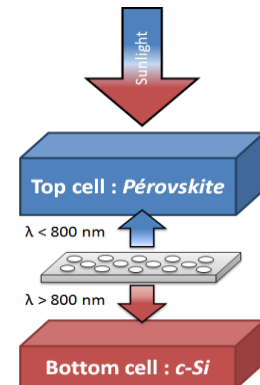 Sunlight
Top cell : Pérovskite
λ < 800 nm
λ > 800 nm
Bottom cell : c-Si